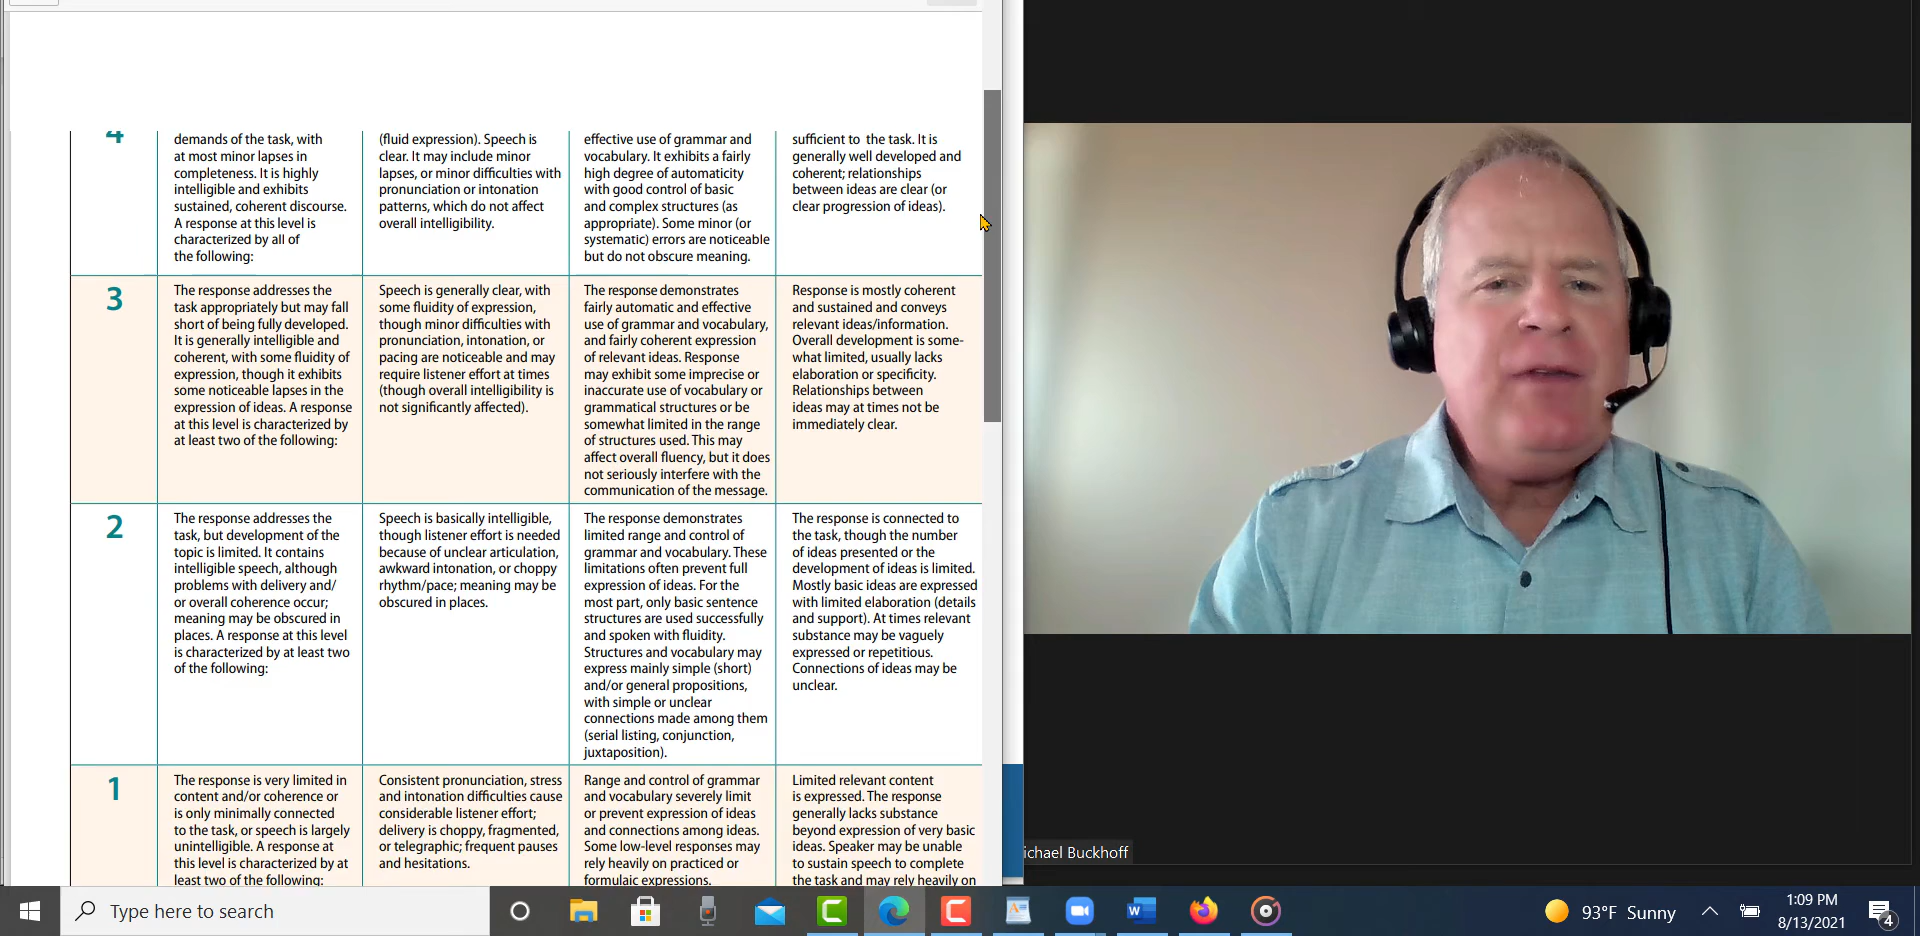 4
demands of the task, with
at most minor lapses in
completeness. It is highly
intelligible and exhibits
sustained, coherent discourse.
A response at this level is
characterized by all of
the following:
(fluid expression). Speech is
clear. It may include minor
lapses, or minor difficulties with
pronunciation or intonation
patterns, which do not affect
overall intelligibility.
effective use of grammar and
vocabulary. It exhibits a fairly
high degree of automaticity
with good control of basic
and complex structures (as
appropriate). Some minor (or
systematic) errors are noticeable
but do not obscure meaning.
sufficient to the task. It is
generally well developed and
coherent; relationships
between ideas are clear (or
clear progression of ideas).
3
The response addresses the
task appropriately but may fall
short of being fully developed.
It is generally intelligible and
coherent, with some fluidity of
expression, though it exhibits
some noticeable lapses in the
expression of ideas. A response
at this level is characterized by
at least two of the following:
Speech is generally clear, with
some fluidity of expression,
though minor difficulties with
pronunciation, intonation, or
pacing are noticeable and may
require listener effort at times
(though overall intelligibility is
not significantly affected).
The response demonstrates
fairly automatic and effective
use of grammar and vocabulary,
and fairly coherent expression
of relevant ideas. Response
may exhibit some imprecise or
inaccurate use of vocabulary or
grammatical structures or be
somewhat limited in the range
of structures used. This may
affect overall fluency, but it does
not seriously interfere with the
communication of the message.
Response is mostly coherent
and sustained and conveys
relevant ideas/information.
Overall development is some-
what limited, usually lacks
elaboration or specificity.
Relationships between
ideas may at times not be
immediately clear.
2
The response addresses the
task, but development of the
topic is limited. It contains
intelligible speech, although
problems with delivery and/
or overall coherence occur;
meaning may be obscured in
places. A response at this level
is characterized by at least two
of the following:
Speech is basically intelligible,
though listener effort is needed
because of unclear articulation,
awkward intonation, or choppy
rhythm/pace; meaning may be
obscured in places.
The response demonstrates
limited range and control of
grammar and vocabulary. These
limitations often prevent full
expression of ideas. For the
most part, only basic sentence
structures are used successfully
and spoken with fluidity.
Structures and vocabulary may
express mainly simple (short)
and/or general propositions,
with simple or unclear
connections made among them
(serial listing, conjunction,
juxtaposition).
The response is connected to
the task, though the number
of ideas presented or the
development of ideas is limited.
Mostly basic ideas are expressed
with limited elaboration (details
and support). At times relevant
substance may be vaguely
expressed or repetitious.
Connections of ideas may be
unclear.
1
The response is very limited in
content and/or coherence or
is only minimally connected
to the task, or speech is largely
unintelligible. A response at
this level is characterized by at
least two of the following:
Consistent pronunciation, stress
and intonation difficulties cause
considerable listener effort;
delivery is choppy, fragmented,
or telegraphic; frequent pauses
and hesitations.
Range and control of grammar
and vocabulary severely limit
or prevent expression of ideas
and connections among ideas.
Some low-level responses may
rely heavily on practiced or
formulaic expressions.
Limited relevant content
is expressed. The response
generally lacks substance
beyond expression of very basic
ideas. Speaker may be unable
to sustain speech to complete
the task and may rely heavily on
ichael Buckhoff
Type here to search
93°F Sunny
1:09 PM
8/13/2021
4